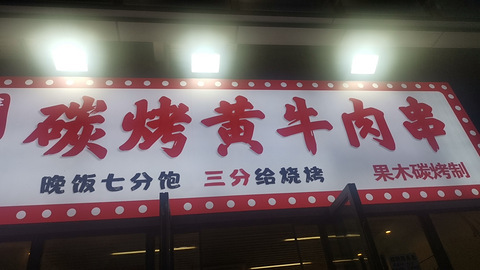 碳烤黄牛肉串
晚饭七分饱 三分给烧烤
果木碳烤制